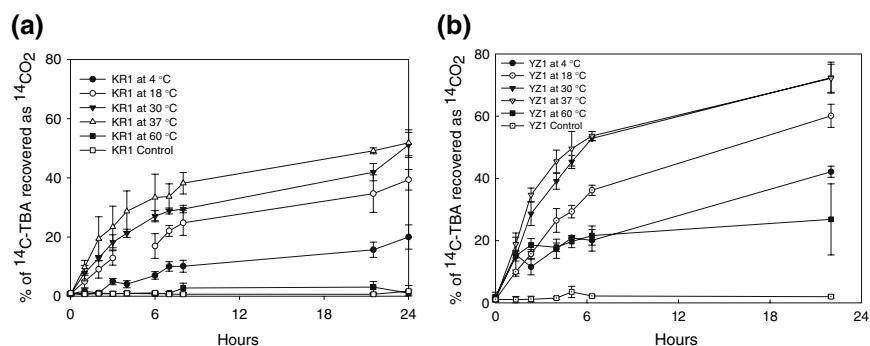 (a)
% of ¹⁴C-TBA recovered as ¹⁴CO₂
80
60
40
20
0
KR1 at 4 °C
KR1 at 18 °C
KR1 at 30 °C
KR1 at 37 °C
KR1 at 60 °C
KR1 Control
0
6
12
18
24
Hours
(b)
% of ¹⁴C-TBA recovered as ¹⁴CO₂
80
60
40
20
0
YZ1 at 4 °C
YZ1 at 18 °C
YZ1 at 30 °C
YZ1 at 37 °C
YZ1 at 60 °C
YZ1 Control
0
6
12
18
24
Hours